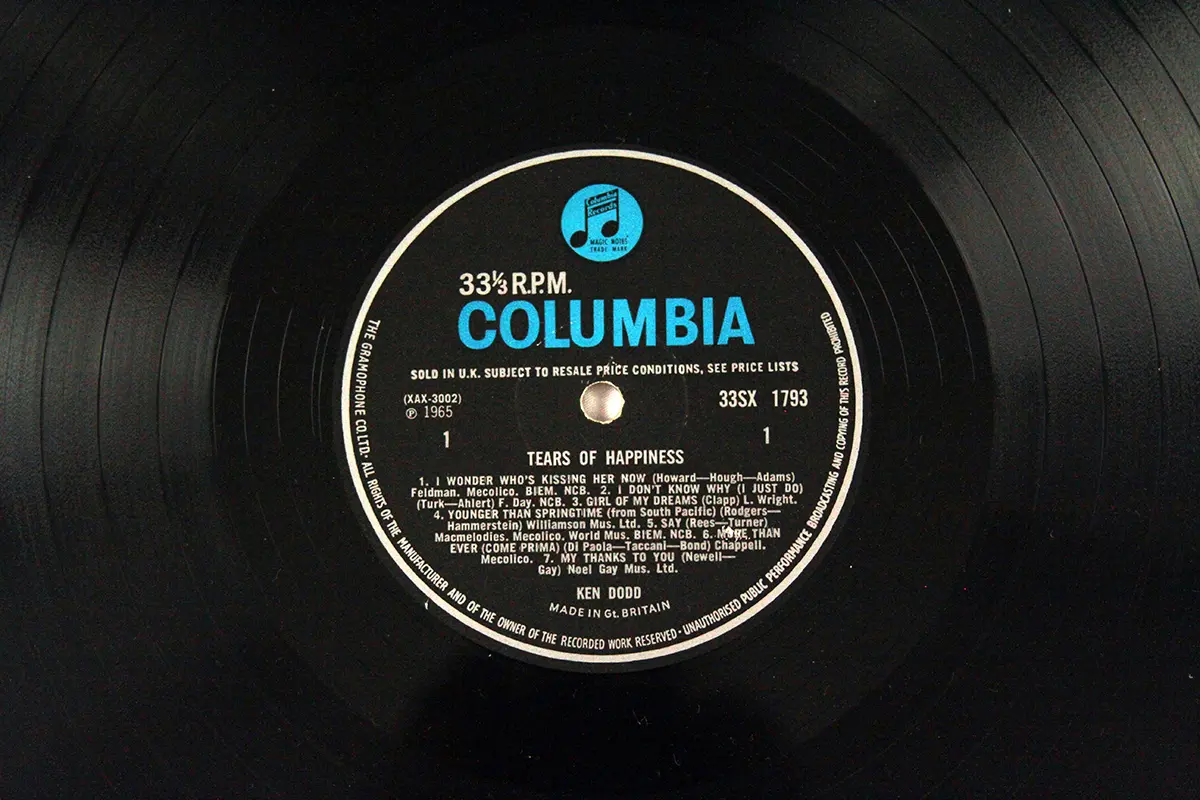 Columbia
Records
MAGIC NOTES
TRADE MARK
33⅓ R.P.M.
COLUMBIA
SOLD IN U.K. SUBJECT TO RESALE PRICE CONDITIONS, SEE PRICE LISTS
(XAX-3002)
33SX 1793
℗ 1965
1
1
TEARS OF HAPPINESS
1. I WONDER WHO'S KISSING HER NOW (Howard—Hough—Adams)
Feldman. Mecolico. BIEM. NCB. 2. I DON'T KNOW WHY (I JUST DO)
(Turk—Ahlert) F. Day. NCB. 3. GIRL OF MY DREAMS (Clapp) L. Wright.
4. YOUNGER THAN SPRINGTIME (from South Pacific) (Rodgers—
Hammerstein) Williamson Mus. Ltd. 5. SAY (Rees—Turner)
Macmelodies. Mecolico. World Mus. BIEM. NCB. 6. MORE THAN
EVER (COME PRIMA) (Di Paola—Taccani—Bond) Chappell.
Mecolico. 7. MY THANKS TO YOU (Newell—
Gay) Noel Gay Mus. Ltd.
KEN DODD
MADE IN Gt. BRITAIN
THE GRAMOPHONE CO. LTD. · ALL RIGHTS OF THE MANUFACTURER AND OF THE OWNER OF THE RECORDED WORK RESERVED · UNAUTHORISED PUBLIC PERFORMANCE BROADCASTING AND COPYING OF THIS RECORD PROHIBITED